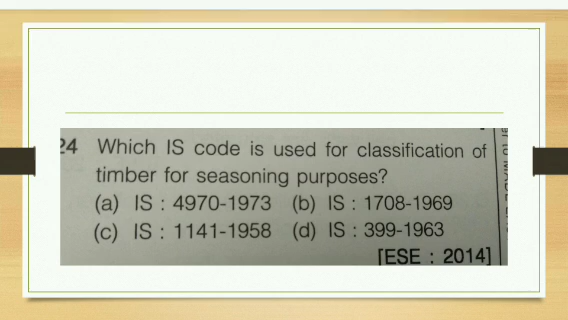 24 Which IS code is used for classification of
timber for seasoning purposes?
(a) IS : 4970-1973 (b) IS : 1708-1969
(c) IS : 1141-1958 (d) IS : 399-1963
[ESE : 2014]